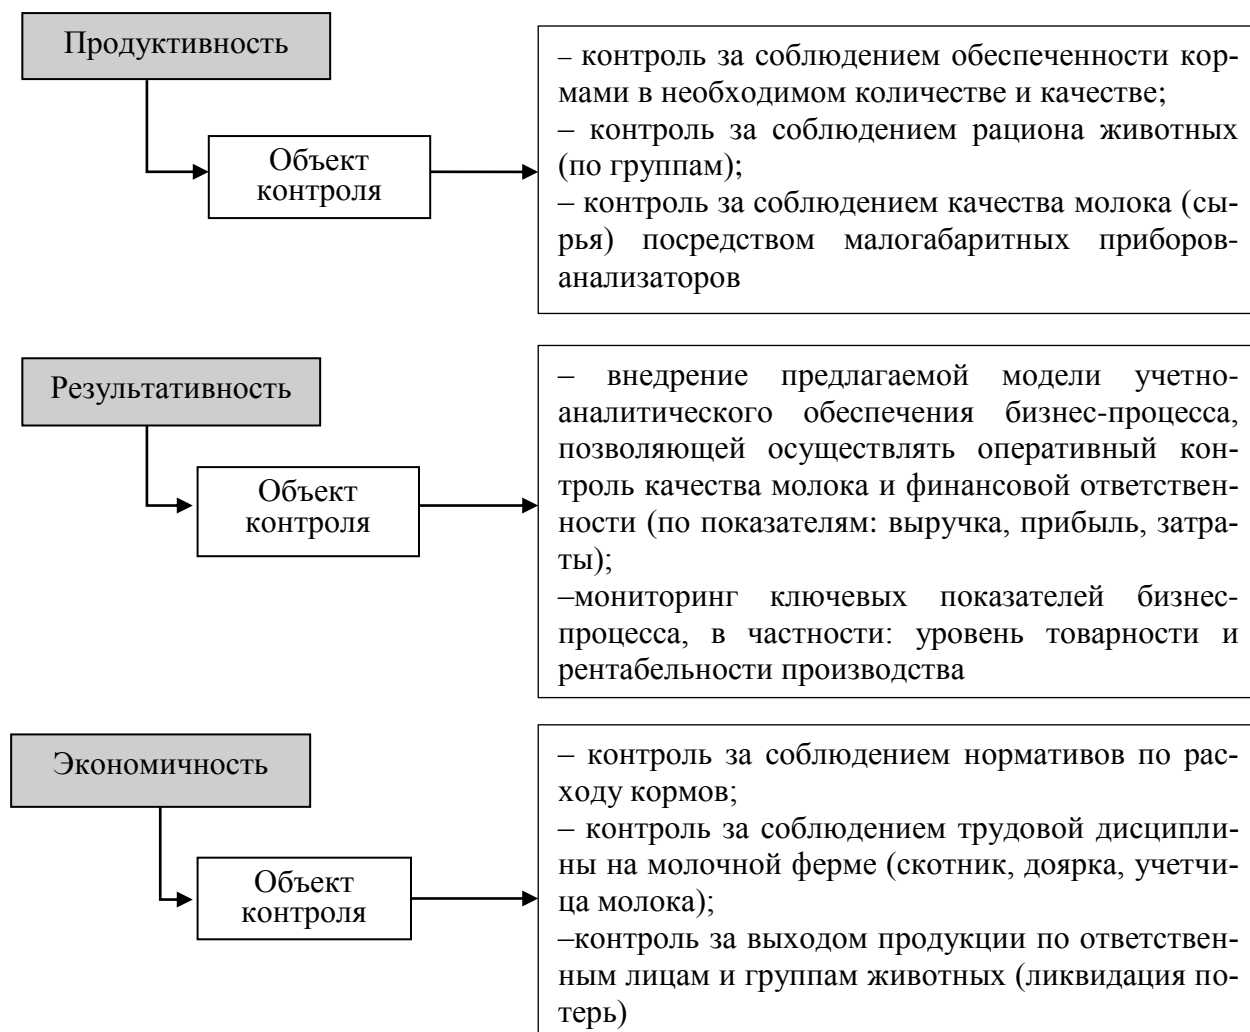 Продуктивность
Объект
контроля
– контроль за соблюдением обеспеченности кор-
мами в необходимом количестве и качестве;
– контроль за соблюдением рациона животных
(по группам);
– контроль за соблюдением качества молока (сы-
рья) посредством малогабаритных приборов-
анализаторов
Результативность
Объект
контроля
– внедрение предлагаемой модели учетно-
аналитического обеспечения бизнес-процесса,
позволяющей осуществлять оперативный кон-
троль качества молока и финансовой ответствен-
ности (по показателям: выручка, прибыль, затра-
ты);
–мониторинг ключевых показателей бизнес-
процесса, в частности: уровень товарности и
рентабельности производства
Экономичность
Объект
контроля
– контроль за соблюдением нормативов по рас-
ходу кормов;
– контроль за соблюдением трудовой дисципли-
ны на молочной ферме (скотник, доярка, учетчи-
ца молока);
–контроль за выходом продукции по ответствен-
ным лицам и группам животных (ликвидация по-
терь)